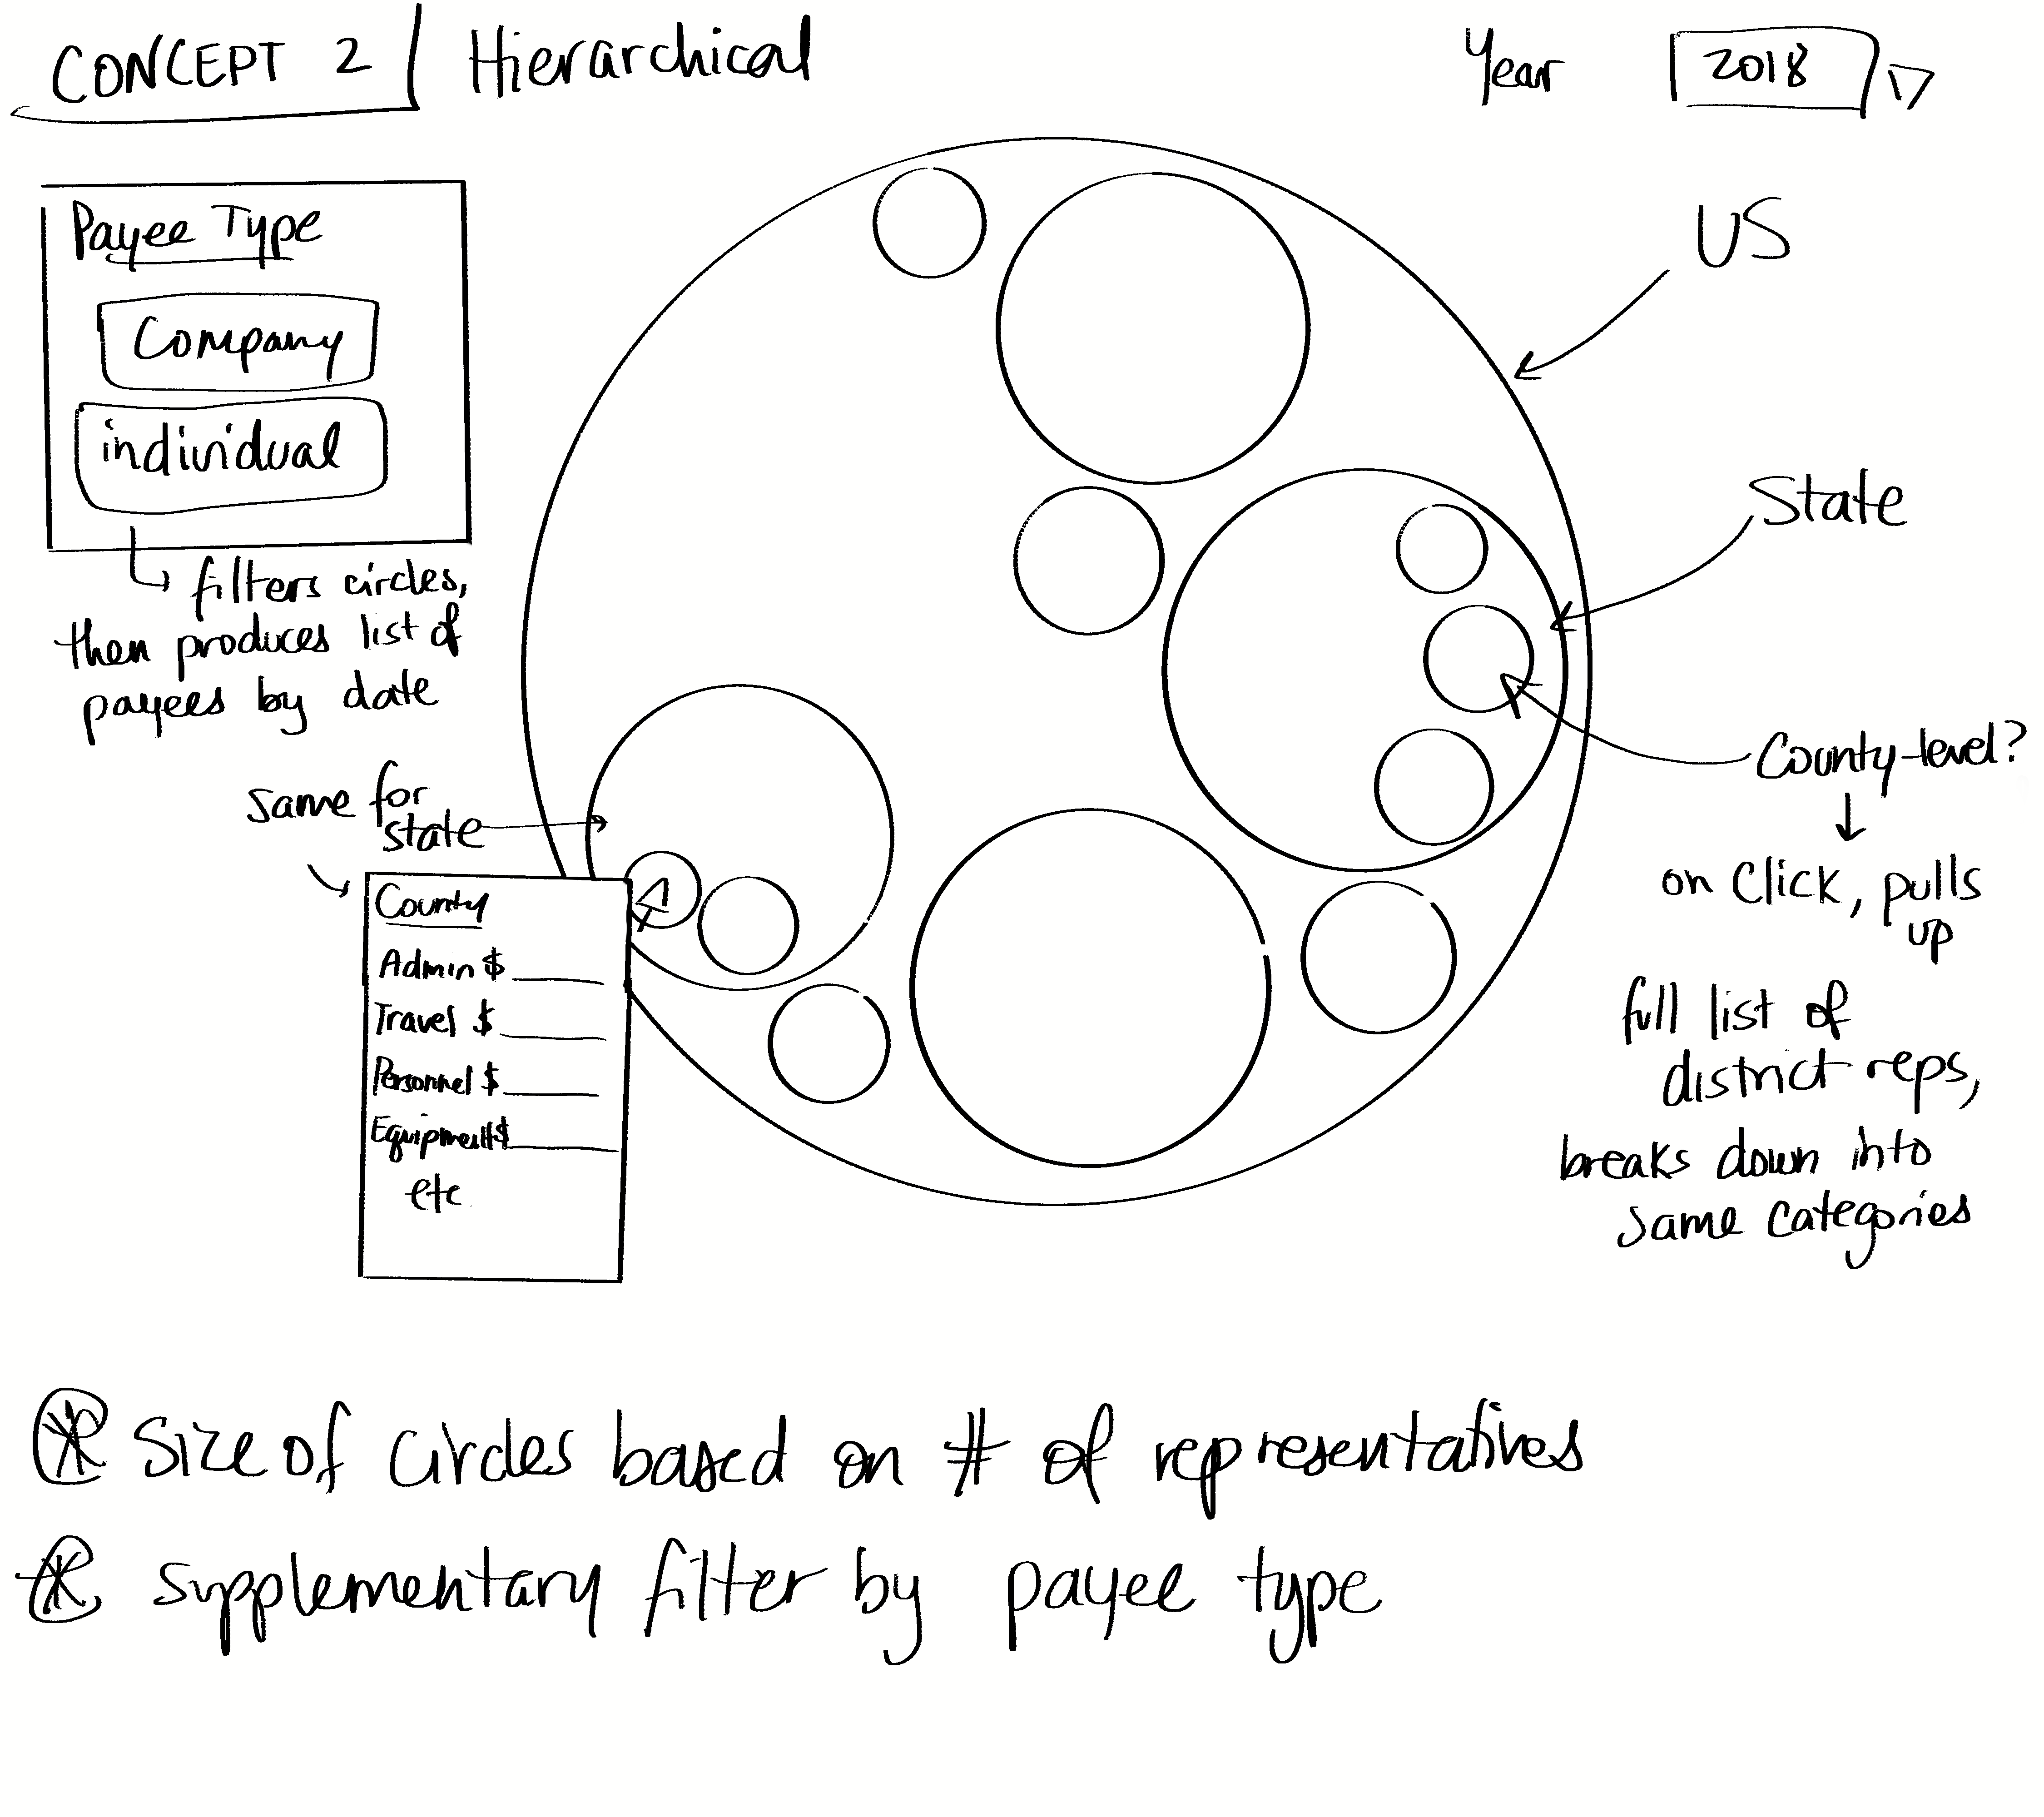 CONCEPT 2 Hierarchical
Year 2018
Payee Type
Company
individual
filters circles,
then produces list of
payees by date
US
State
County-level?
on click, pulls
up
full list of
district reps,
breaks down into
same categories
same for
state
County
Admin $
Travel $
Personnel $
Equipment $
etc
Size of circles based on # of representatives
supplementary filter by payee type